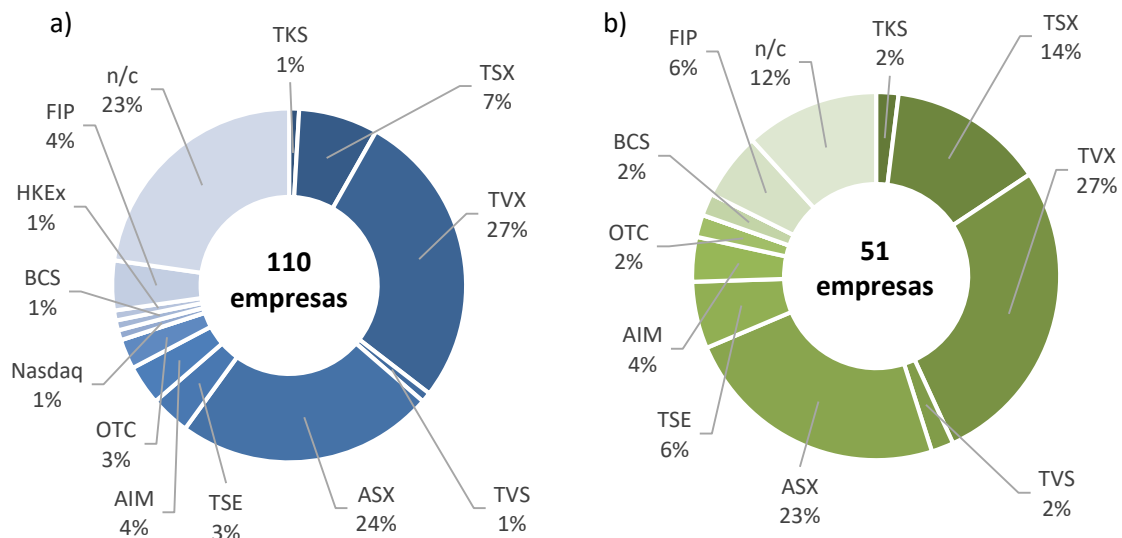 a)
TKS
1%
TSX
7%
TVX
27%
TVS
1%
ASX
24%
TSE
3%
AIM
4%
OTC
3%
Nasdaq
1%
BCS
1%
HKEx
1%
FIP
4%
n/c
23%
110
empresas
b)
TKS
2%
TSX
14%
TVX
27%
TVS
2%
ASX
23%
TSE
6%
AIM
4%
OTC
2%
BCS
2%
FIP
6%
n/c
12%
51
empresas